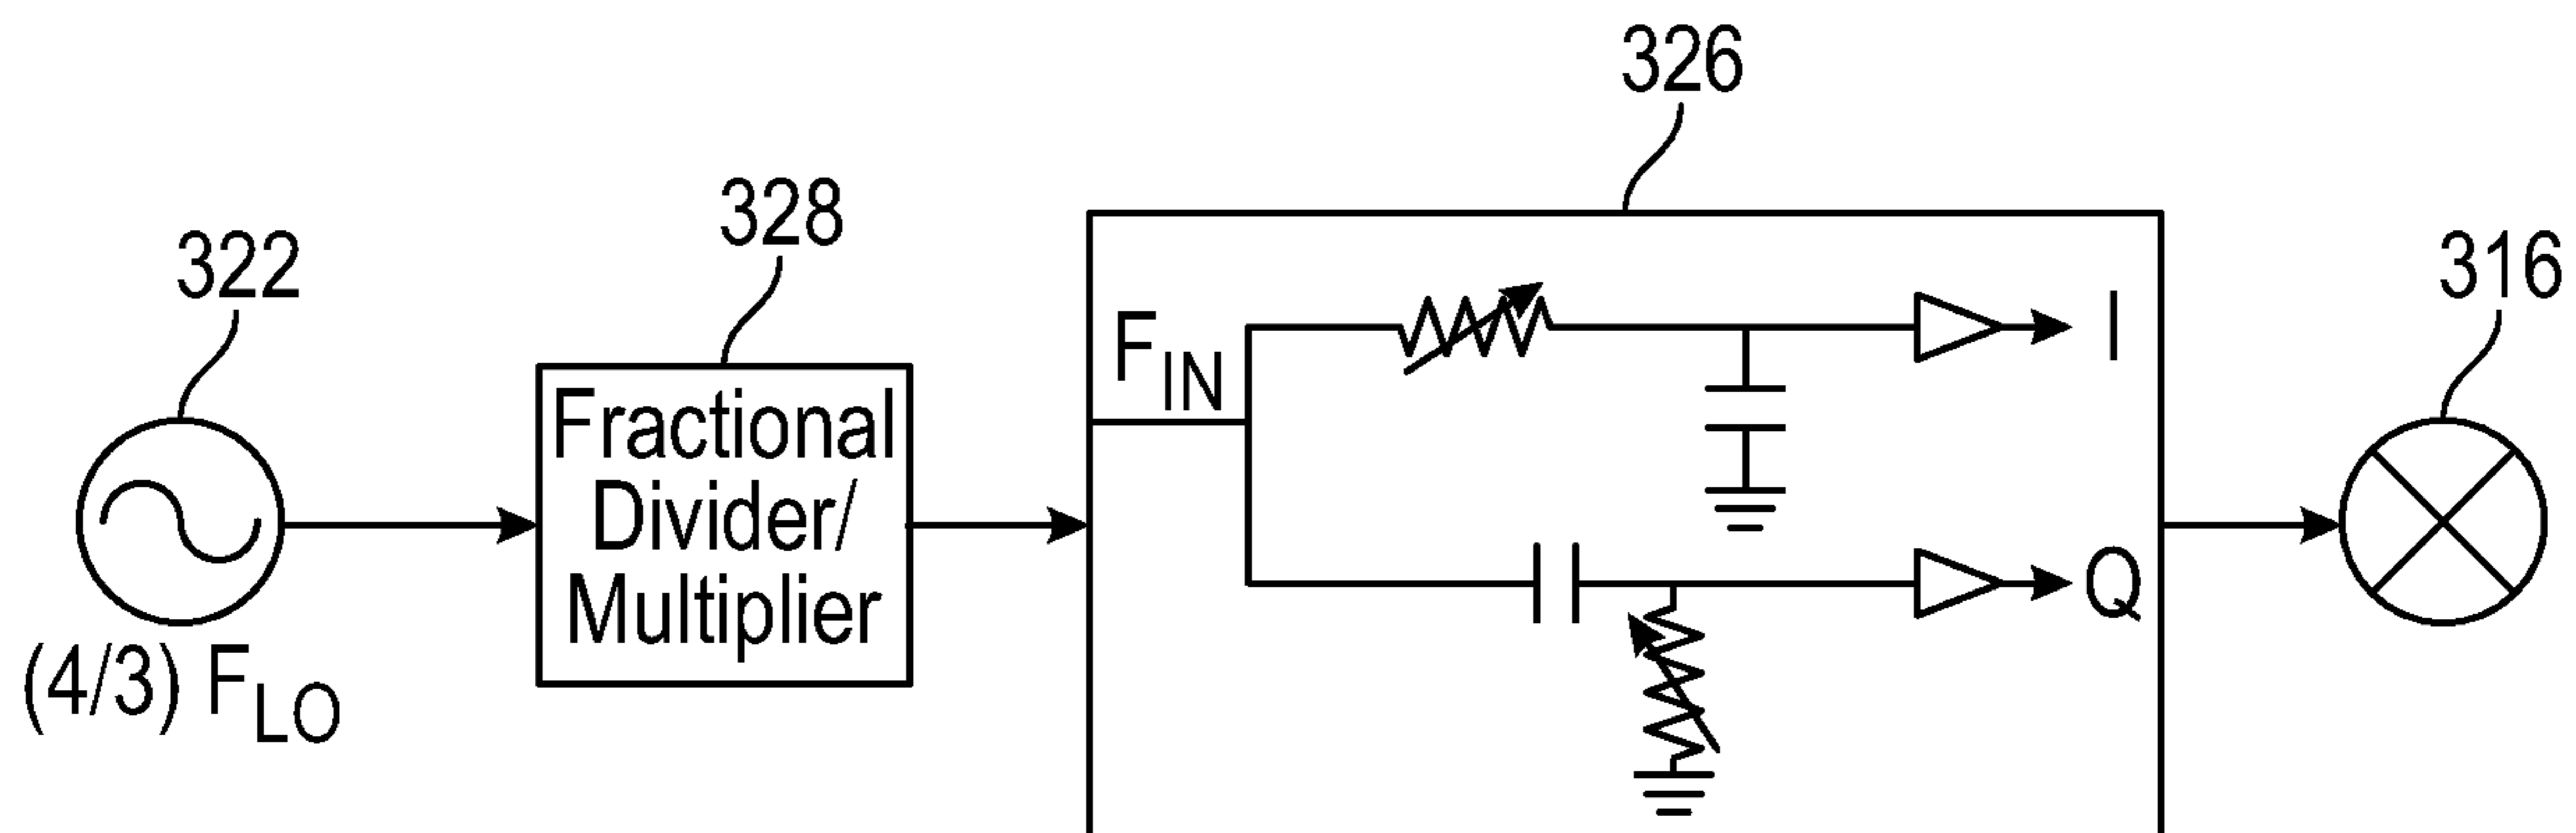 326
328
322
316
F_IN
I
Fractional
Divider/
Multiplier
Q
(4/3) F_LO